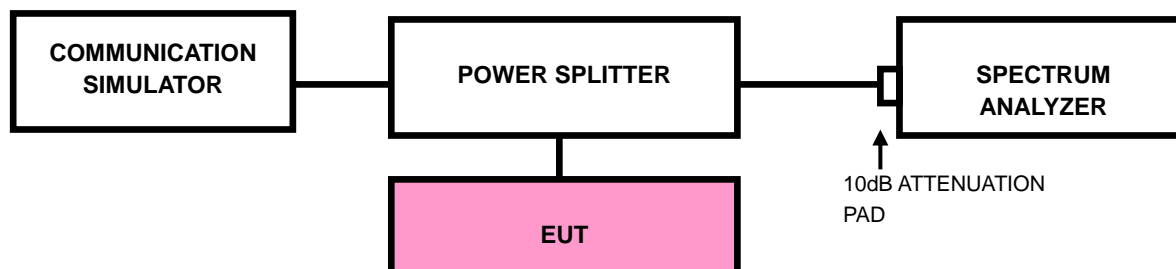 COMMUNICATION
SIMULATOR
POWER SPLITTER
SPECTRUM
ANALYZER
10dB ATTENUATION
PAD
EUT